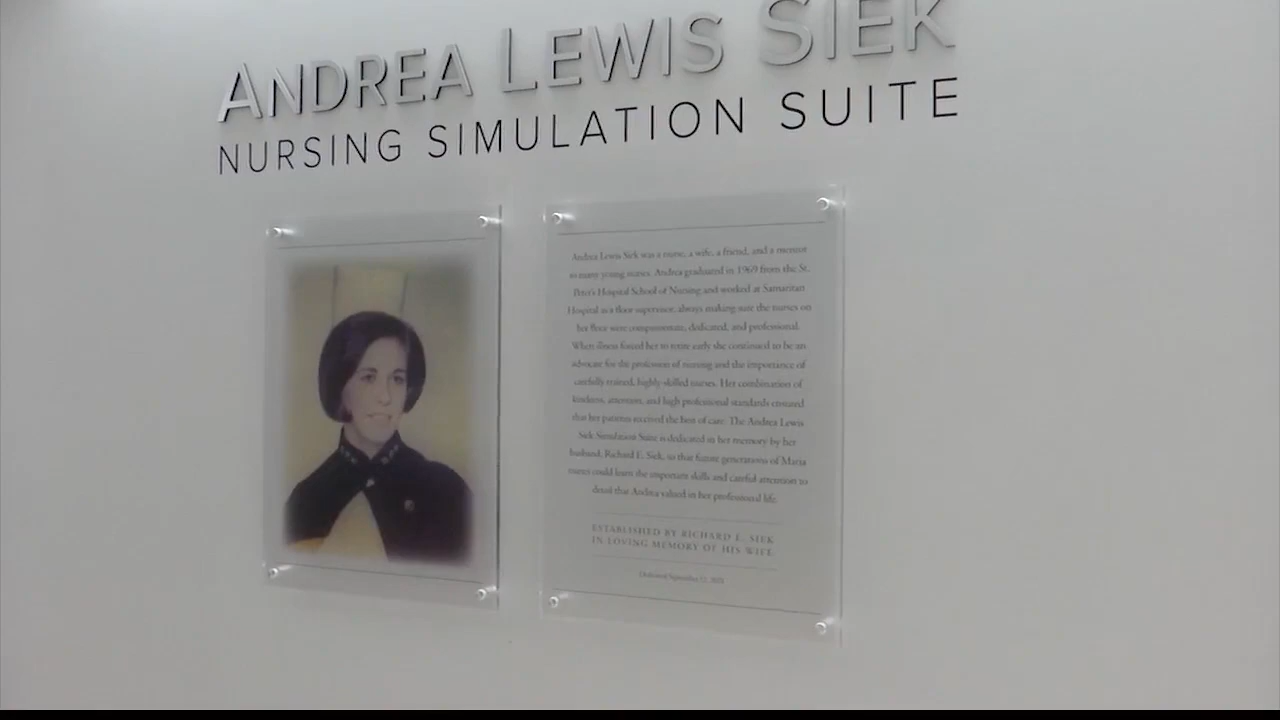 ANDREA LEWIS SIEK
NURSING SIMULATION SUITE
Andrea Lewis Siek was a nurse, a wife, a friend, and a mentor
to many young nurses. Andrea graduated in 1969 from the St.
Peter's Hospital School of Nursing and worked at Samaritan
Hospital as a floor supervisor, always making sure the nurses on
her floor were compassionate, dedicated, and professional.
When illness forced her to retire early she continued to be an
advocate for the profession of nursing and the importance of
carefully trained, highly skilled nurses. Her combination of
kindness, attention, and high professional standards ensured
that her patients received the best of care. The Andrea Lewis
Siek Simulation Suite is dedicated in her memory by her
husband, Richard E. Siek, so that future generations of Maria
nurses could learn the important skills and careful attention to
detail that Andrea valued in her professional life.
ESTABLISHED BY RICHARD E. SIEK
IN LOVING MEMORY OF HIS WIFE
Dedicated September